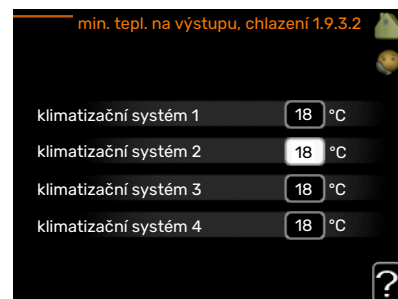 min. tepl. na výstupu, chlazení 1.9.3.2
klimatizační systém 1 18 °C
klimatizační systém 2 18 °C
klimatizační systém 3 18 °C
klimatizační systém 4 18 °C
?